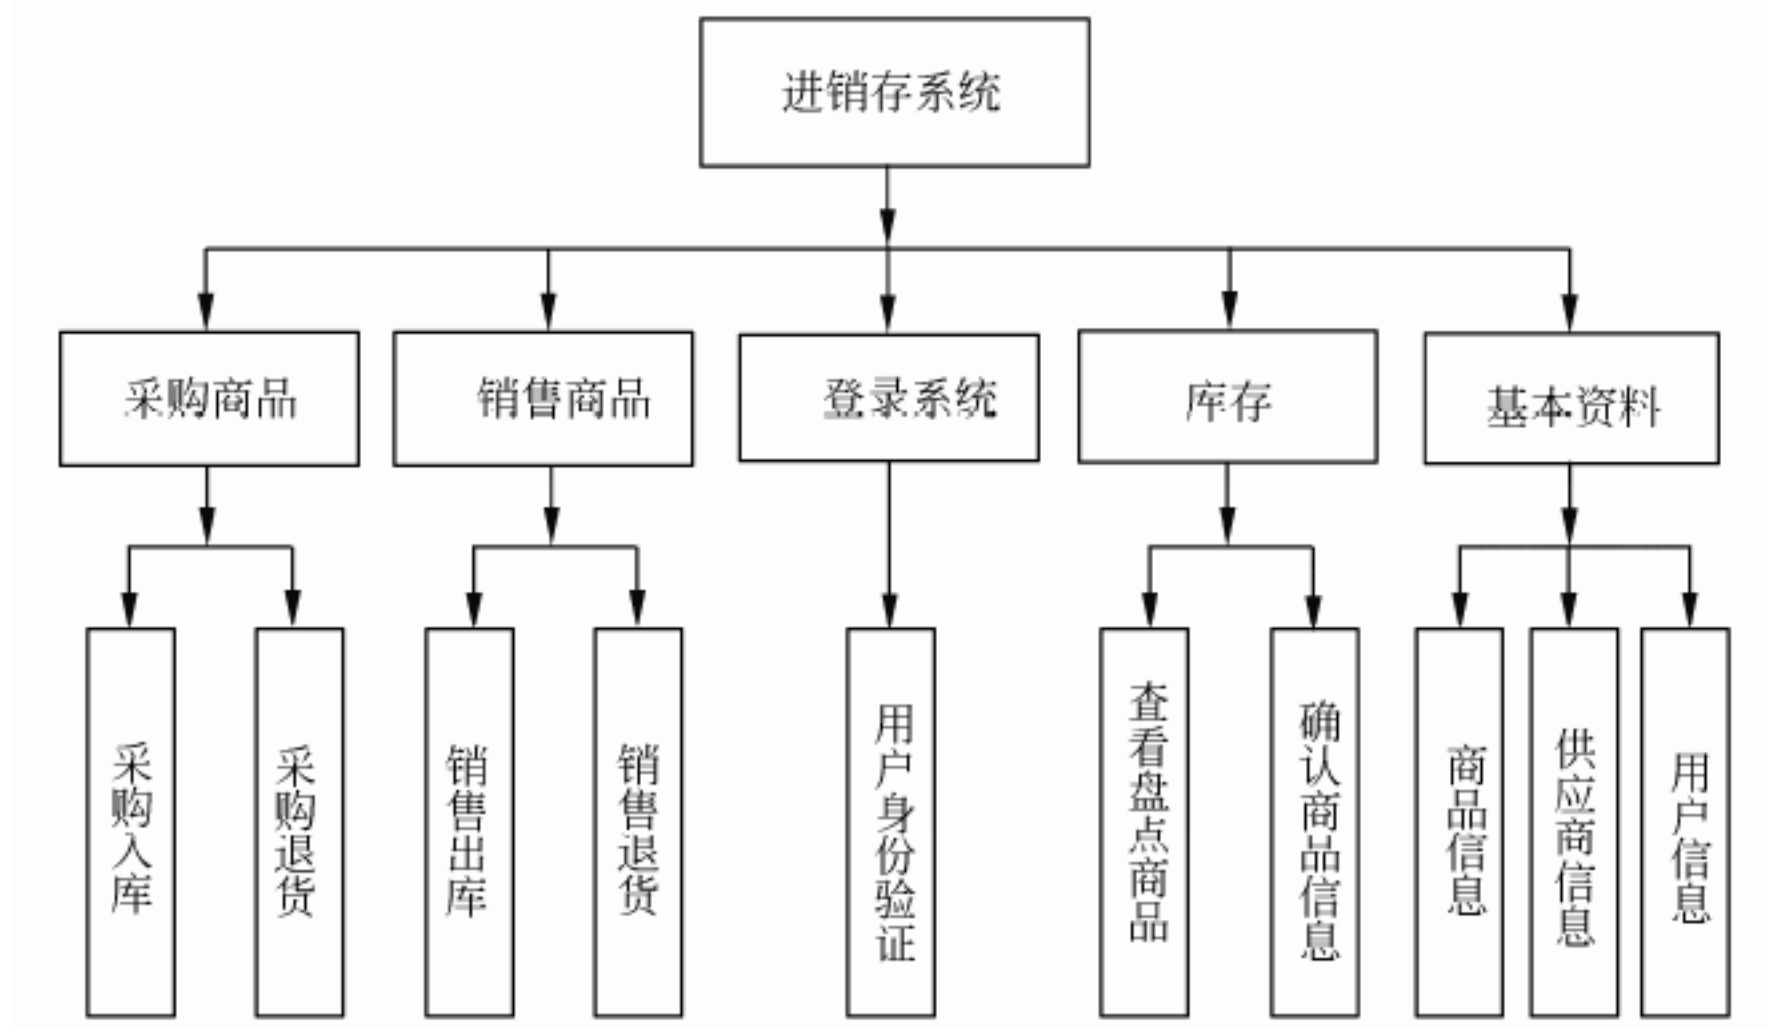 进销存系统
采购商品
销售商品
登录系统
库存
基本资料
采购入库
采购退货
销售出库
销售退货
用户身份验证
查看盘点商品
确认商品信息
商品信息
供应商信息
用户信息